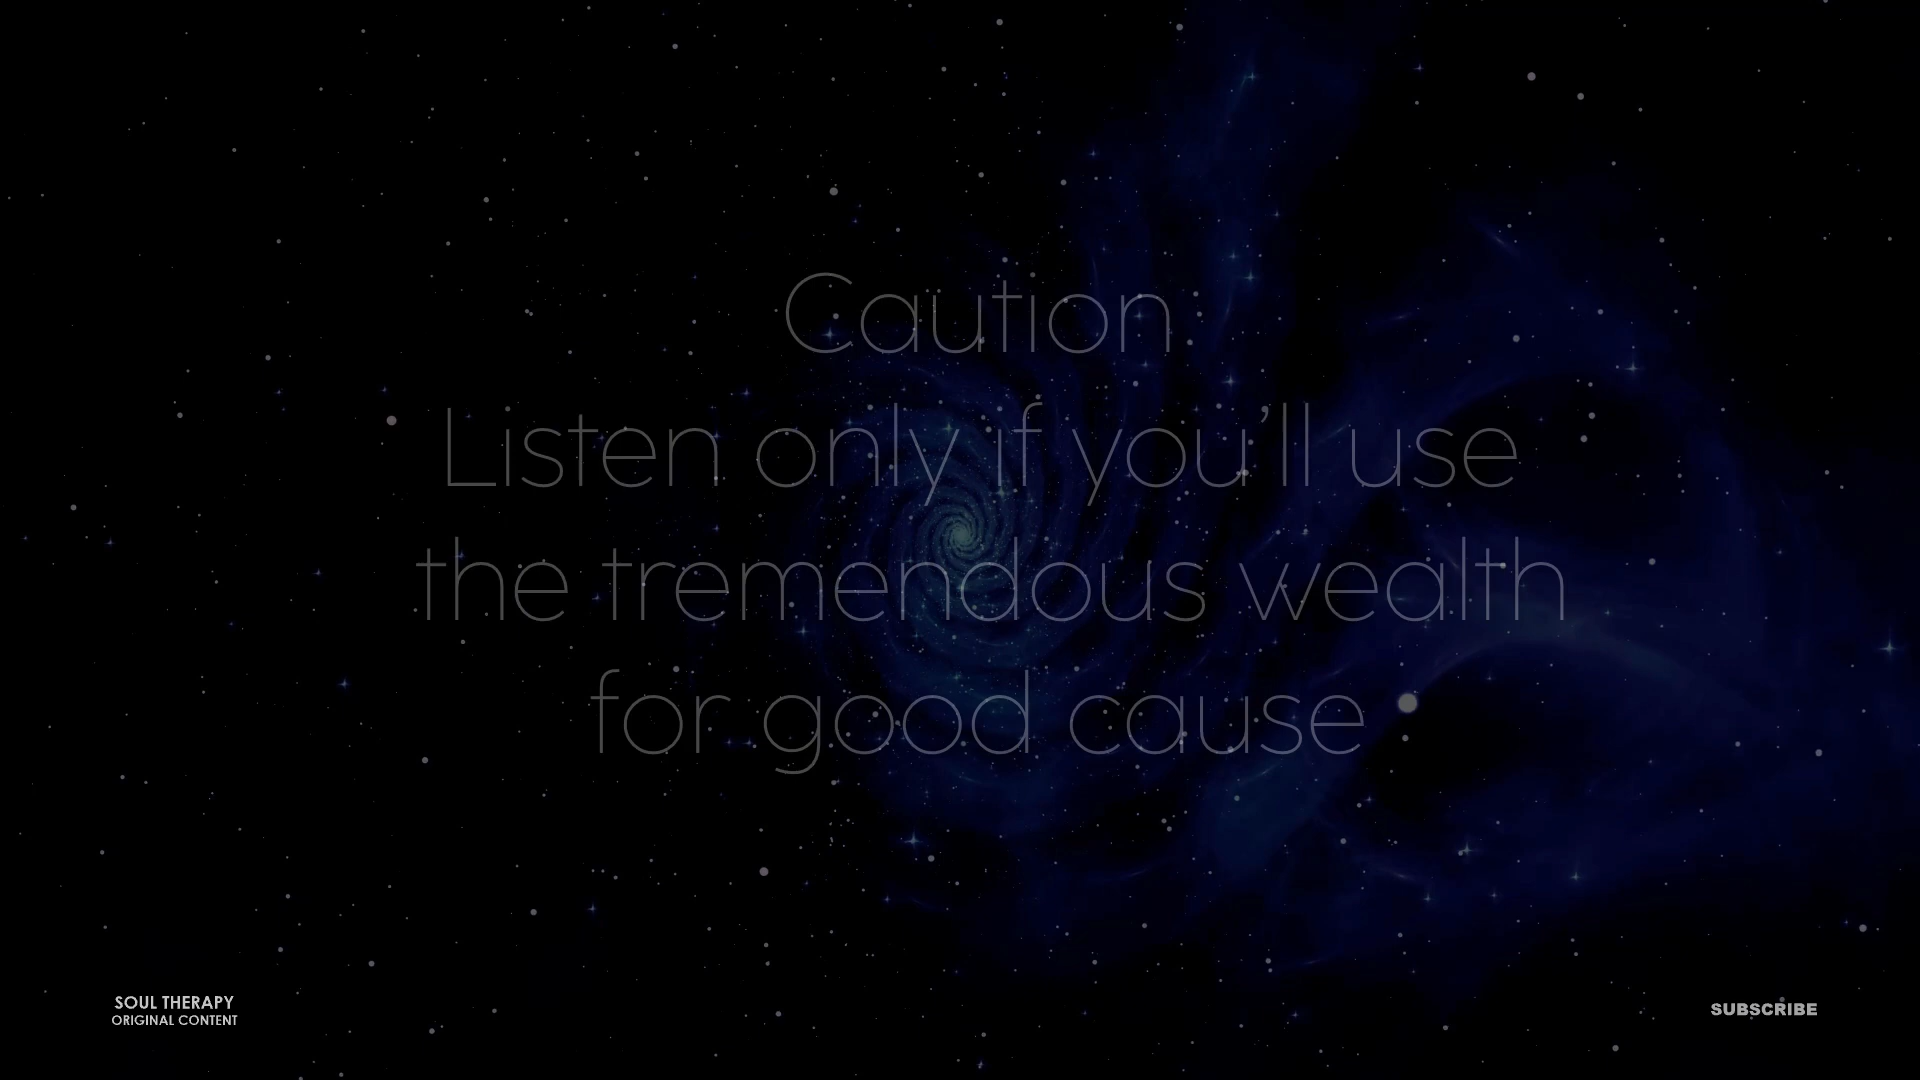 Caution
Listen only if you’ll use
the tremendous wealth
for good cause
SOUL THERAPY
ORIGINAL CONTENT
SUBSCRIBE